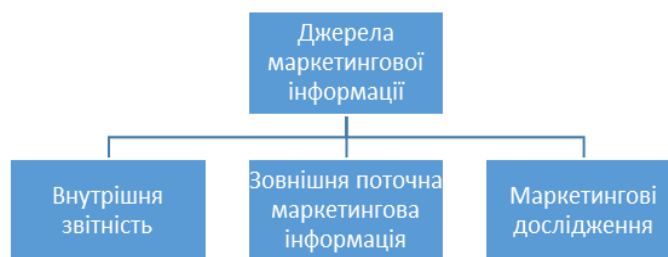 Джерела
маркетингової
інформації
Внутрішня
звітність
Зовнішня поточна
маркетингова
інформація
Маркетингові
дослідження